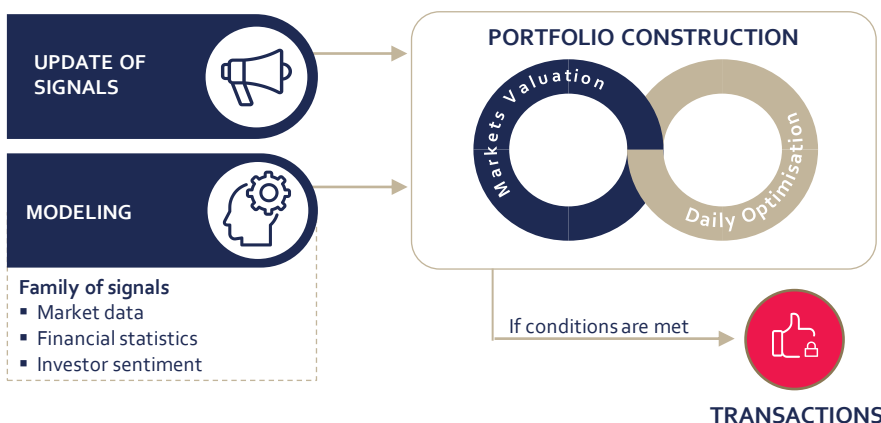 UPDATE OF
SIGNALS
MODELING
Family of signals
▪ Market data
▪ Financial statistics
▪ Investor sentiment
PORTFOLIO CONSTRUCTION
Markets Valuation
Daily Optimisation
If conditions are met
TRANSACTIONS